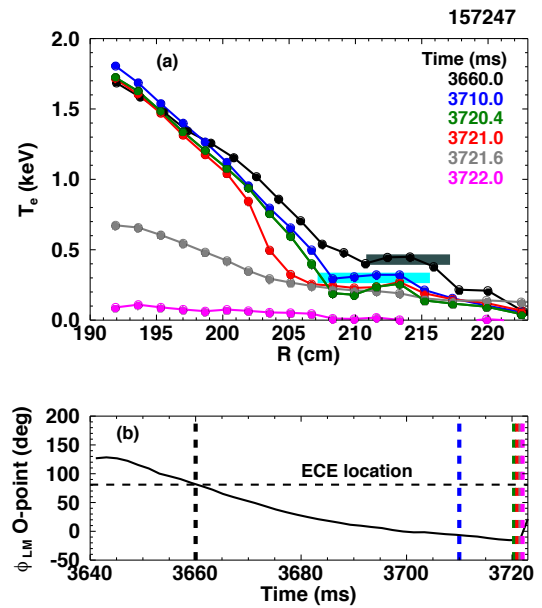 157247
(a)
Time (ms)
3660.0
3710.0
3720.4
3721.0
3721.6
3722.0
T_e (keV)
2.0
1.5
1.0
0.5
0.0
190 195 200 205 210 215 220
R (cm)
(b)
ECE location
ϕ_LM O-point (deg)
200
150
100
50
0
-50
3640 3660 3680 3700 3720
Time (ms)